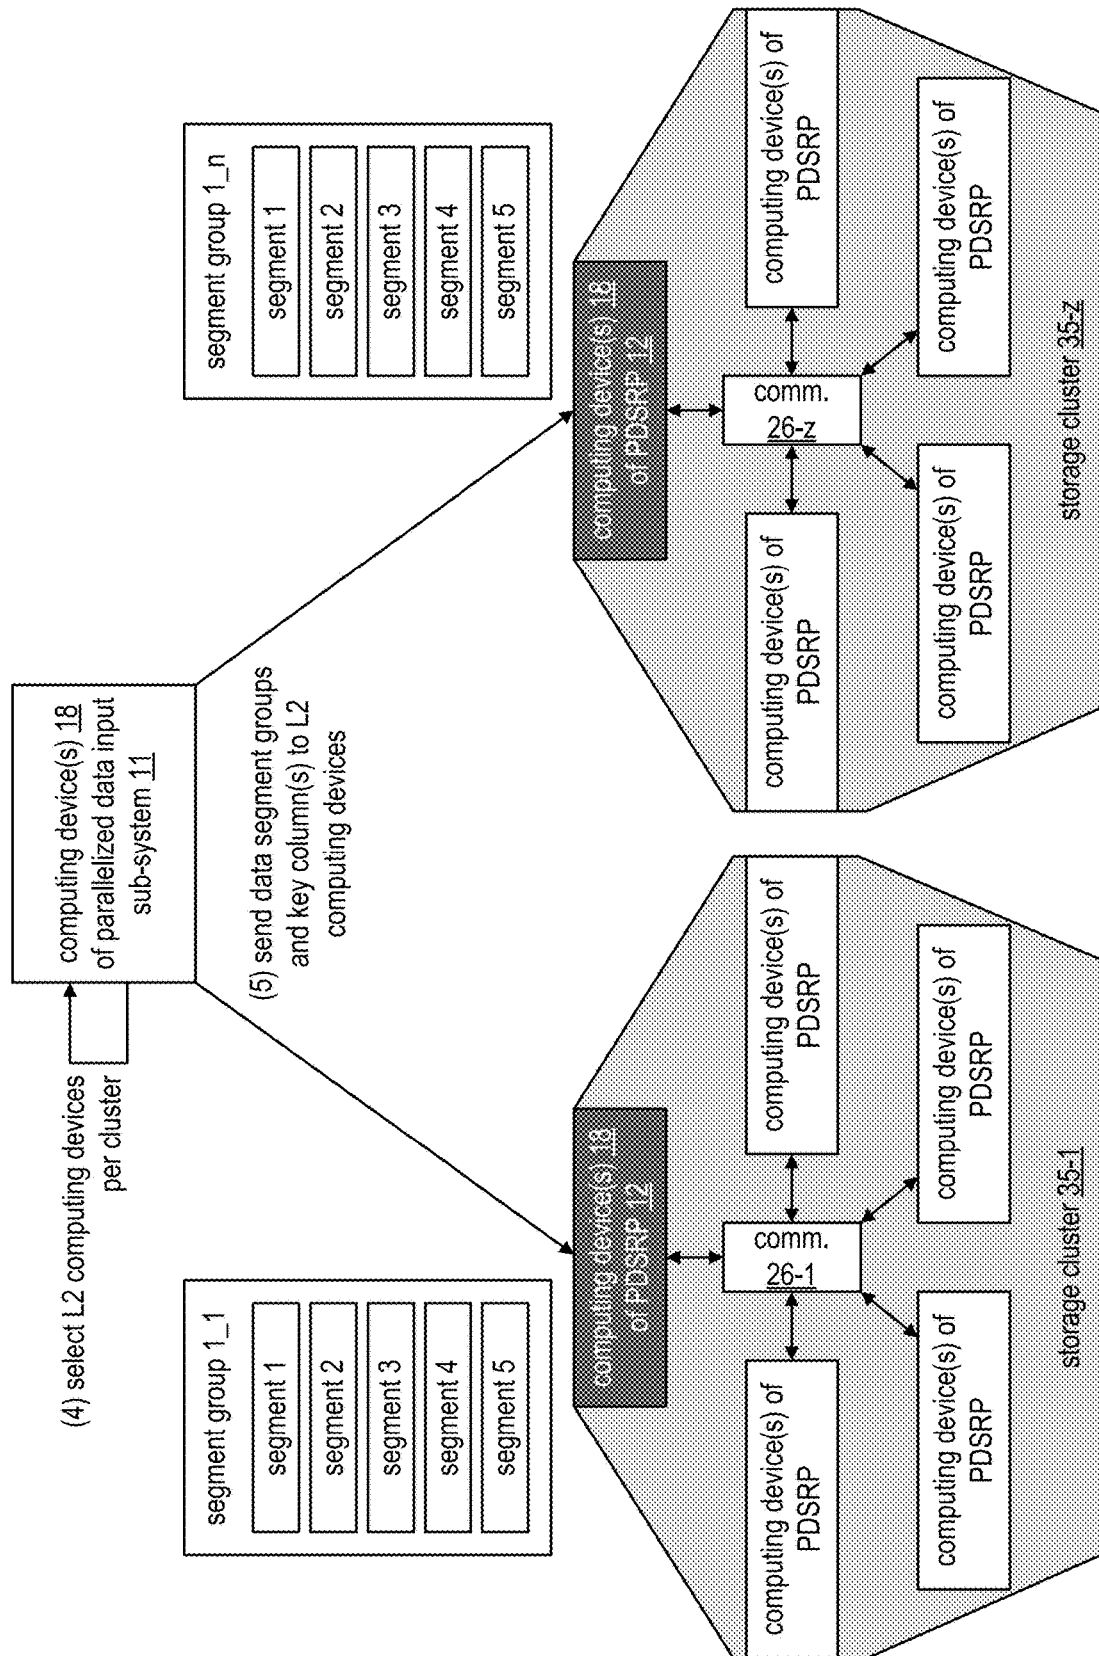 (4) select L2 computing devices
per cluster
computing device(s) 18
of parallelized data input
sub-system 11
(5) send data segment groups
and key column(s) to L2
computing devices
segment group 1_1
segment 1
segment 2
segment 3
segment 4
segment 5
segment group 1_n
segment 1
segment 2
segment 3
segment 4
segment 5
computing device(s) 18
of PDSRP 12
computing device(s) of
PDSRP
comm.
26-1
computing device(s) of
PDSRP
computing device(s) of
PDSRP
computing device(s) of
PDSRP
storage cluster 35-1
computing device(s) 18
of PDSRP 12
computing device(s) of
PDSRP
comm.
26-z
computing device(s) of
PDSRP
computing device(s) of
PDSRP
computing device(s) of
PDSRP
storage cluster 35-z